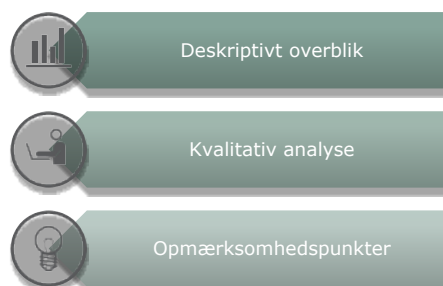 Deskriptivt overblik
Kvalitativ analyse
Opmærksomhedspunkter